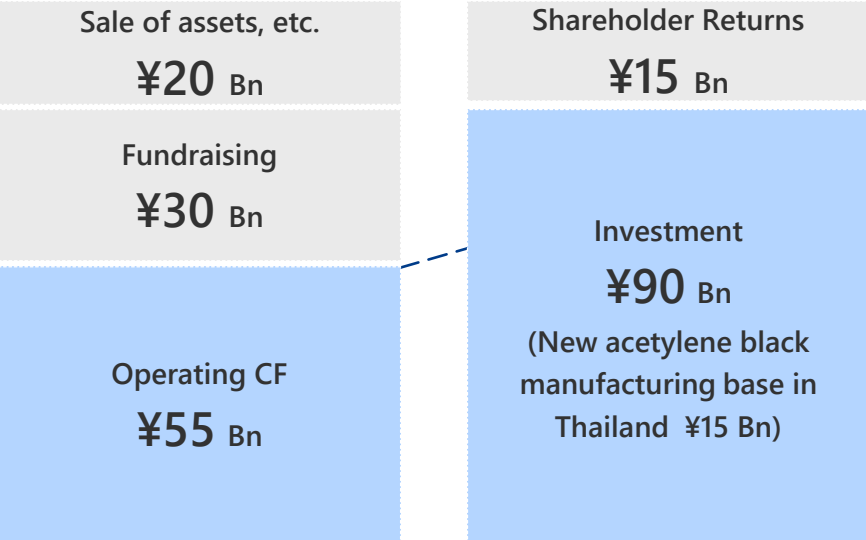 Sale of assets, etc.
¥20 Bn
Fundraising
¥30 Bn
Operating CF
¥55 Bn
Shareholder Returns
¥15 Bn
Investment
¥90 Bn
(New acetylene black
manufacturing base in
Thailand ¥15 Bn)